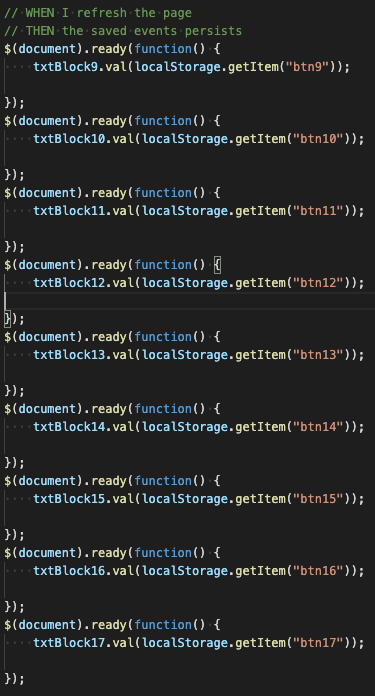 // WHEN I refresh the page
// THEN the saved events persists
$(document).ready(function() {
    txtBlock9.val(localStorage.getItem("btn9"));
});
$(document).ready(function() {
    txtBlock10.val(localStorage.getItem("btn10"));
});
$(document).ready(function() {
    txtBlock11.val(localStorage.getItem("btn11"));
});
$(document).ready(function() {
    txtBlock12.val(localStorage.getItem("btn12"));
});
$(document).ready(function() {
    txtBlock13.val(localStorage.getItem("btn13"));
});
$(document).ready(function() {
    txtBlock14.val(localStorage.getItem("btn14"));
});
$(document).ready(function() {
    txtBlock15.val(localStorage.getItem("btn15"));
});
$(document).ready(function() {
    txtBlock16.val(localStorage.getItem("btn16"));
});
$(document).ready(function() {
    txtBlock17.val(localStorage.getItem("btn17"));
});